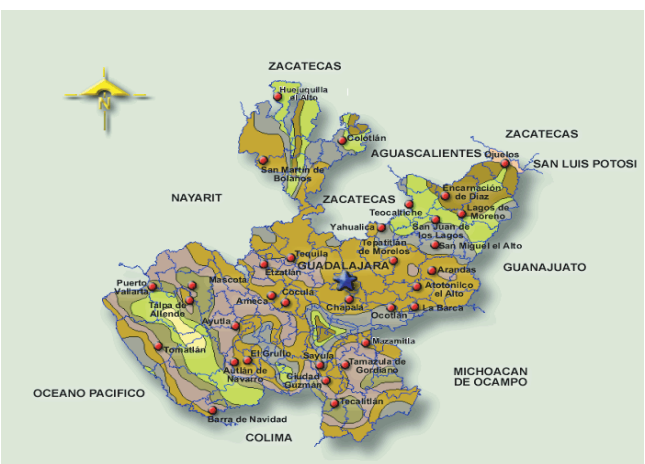 ZACATECAS
Huejuquilla
el Alto
N
Colotlán
ZACATECAS
AGUASCALIENTES
Ojuelos
SAN LUIS POTOSI
San Martín de
Bolaños
Encarnación
de Díaz
NAYARIT
ZACATECAS
Teocaltiche
Lagos de
Moreno
Yahualica
San Juan de
los Lagos
Tepatitlán
de Morelos
San Miguel el Alto
Tequila
GUADALAJARA
Etzatlán
Arandas
GUANAJUATO
Puerto
Vallarta
Mascota
Atotonilco
el Alto
Talpa de
Allende
Ameca
Cocula
Chapala
Ocotlán
La Barca
Ayutla
Tomatlán
Mazamitla
El Grullo
Sayula
Autlán de
Navarro
Tamazula de
Gordiano
Ciudad
Guzmán
MICHOACAN
DE OCAMPO
OCEANO PACIFICO
Tecalitlán
Barra de Navidad
COLIMA